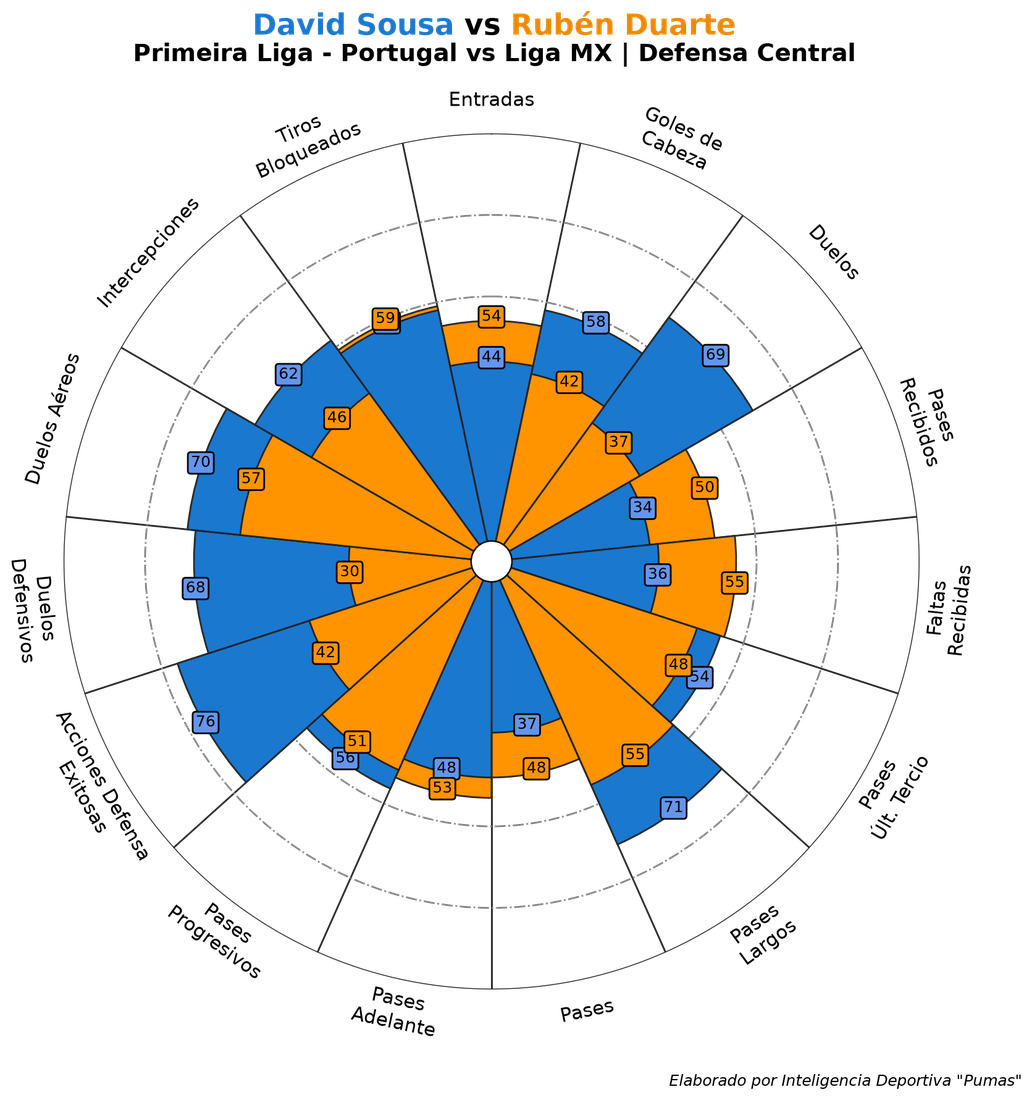 David Sousa vs Rubén Duarte
Primeira Liga - Portugal vs Liga MX | Defensa Central
Entradas
54
44
Goles de
Cabeza
58
42
Duelos
69
37
Pases
Recibidos
50
34
Faltas
Recibidas
55
36
Pases
Últ. Tercio
48
54
Pases
Largos
55
71
Pases
37
48
Pases
Adelante
48
53
Pases
Progresivos
51
56
Acciones Defensa
Exitosas
42
76
Duelos
Defensivos
30
68
Duelos Aéreos
57
70
Intercepciones
46
62
Tiros
Bloqueados
59
Elaborado por Inteligencia Deportiva "Pumas"